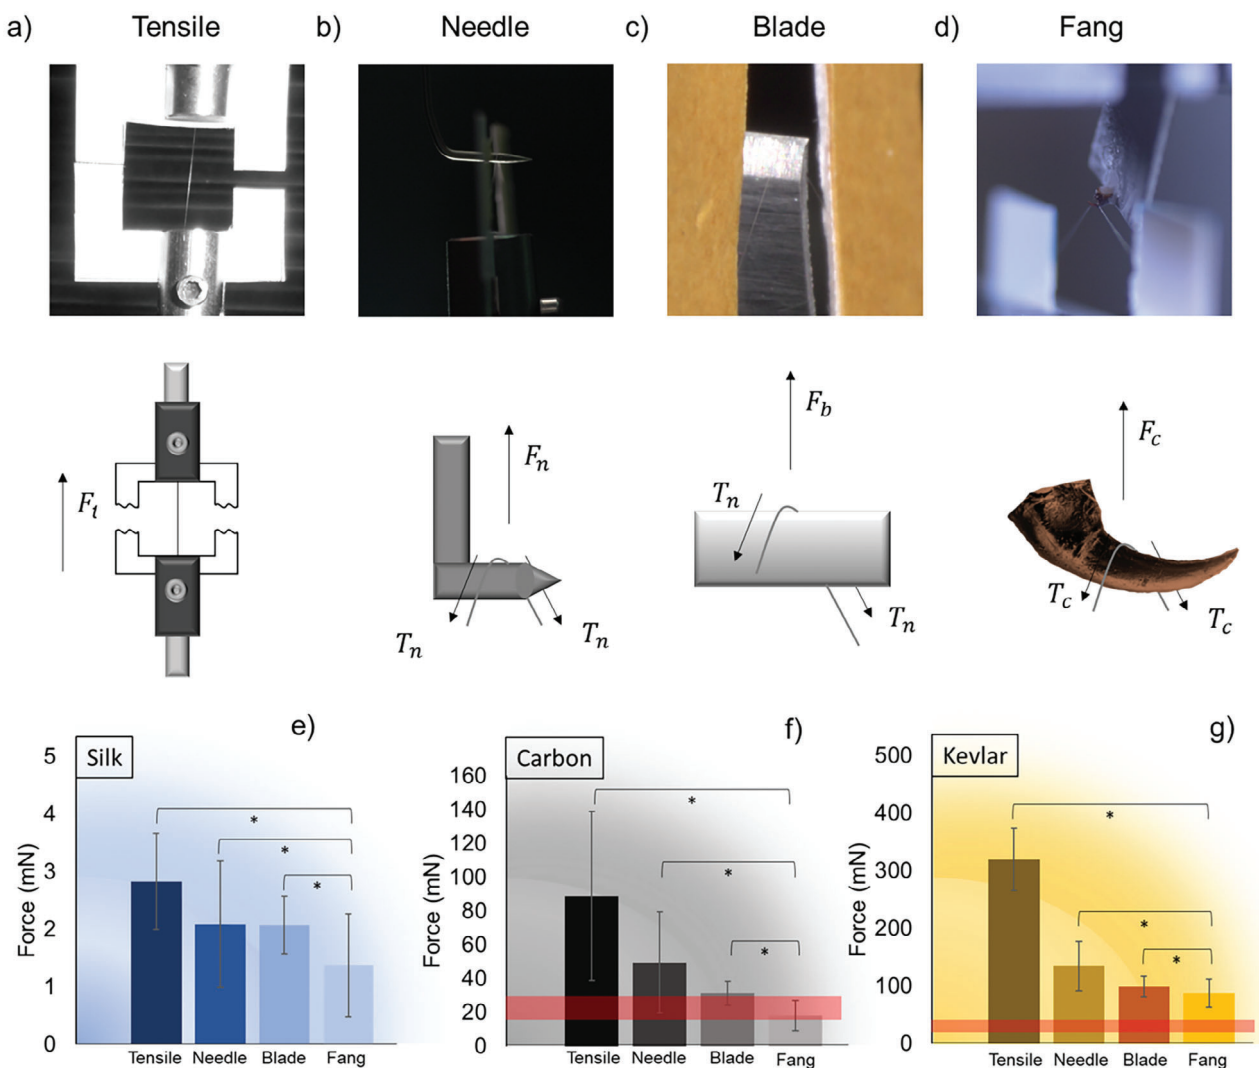 a) Tensile b) Needle c) Blade d) Fang
F_t
F_n
T_n T_n
F_b
T_n
T_n
F_c
T_c T_c
e)
Silk
Force (mN)
5
4
3
2
1
0
* * *
Tensile Needle Blade Fang
f)
Carbon
Force (mN)
160
140
120
100
80
60
40
20
0
* * *
Tensile Needle Blade Fang
g)
Kevlar
Force (mN)
500
400
300
200
100
0
* * *
Tensile Needle Blade Fang